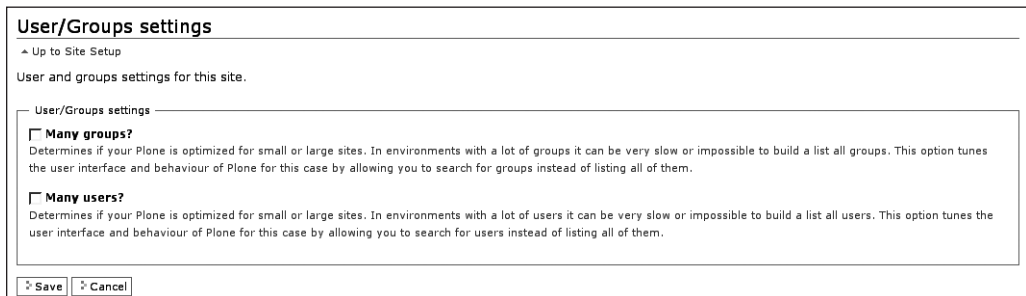 User/Groups settings
Up to Site Setup
User and groups settings for this site.
User/Groups settings
Many groups?
Determines if your Plone is optimized for small or large sites. In environments with a lot of groups it can be very slow or impossible to build a list all groups. This option tunes
the user interface and behaviour of Plone for this case by allowing you to search for groups instead of listing all of them.
Many users?
Determines if your Plone is optimized for small or large sites. In environments with a lot of users it can be very slow or impossible to build a list all users. This option tunes the
user interface and behaviour of Plone for this case by allowing you to search for users instead of listing all of them.
Save Cancel